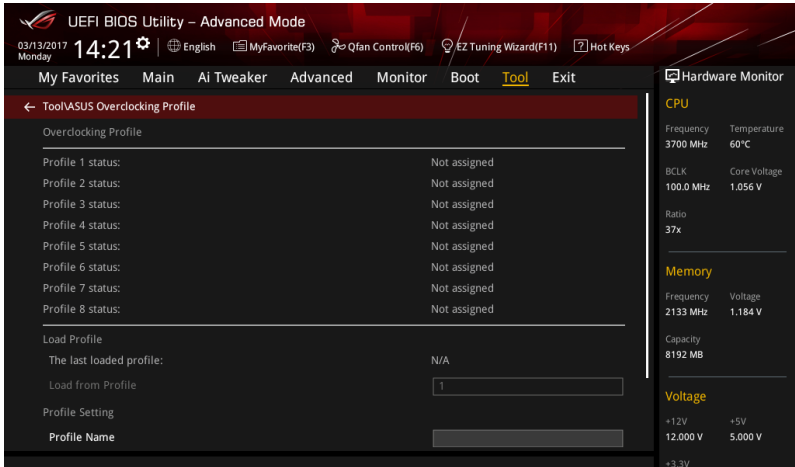 UEFI BIOS Utility – Advanced Mode
03/13/2017 Monday 14:21 English MyFavorite(F3) Qfan Control(F6) EZ Tuning Wizard(F11) ? Hot Keys
My Favorites Main Ai Tweaker Advanced Monitor Boot Tool Exit
← Tool\ASUS Overclocking Profile
Overclocking Profile
Profile 1 status: Not assigned
Profile 2 status: Not assigned
Profile 3 status: Not assigned
Profile 4 status: Not assigned
Profile 5 status: Not assigned
Profile 6 status: Not assigned
Profile 7 status: Not assigned
Profile 8 status: Not assigned
Load Profile
The last loaded profile: N/A
Load from Profile 1
Profile Setting
Profile Name
Hardware Monitor
CPU
Frequency Temperature
3700 MHz 60°C
BCLK Core Voltage
100.0 MHz 1.056 V
Ratio
37x
Memory
Frequency Voltage
2133 MHz 1.184 V
Capacity
8192 MB
Voltage
+12V +5V
12.000 V 5.000 V
+3.3V